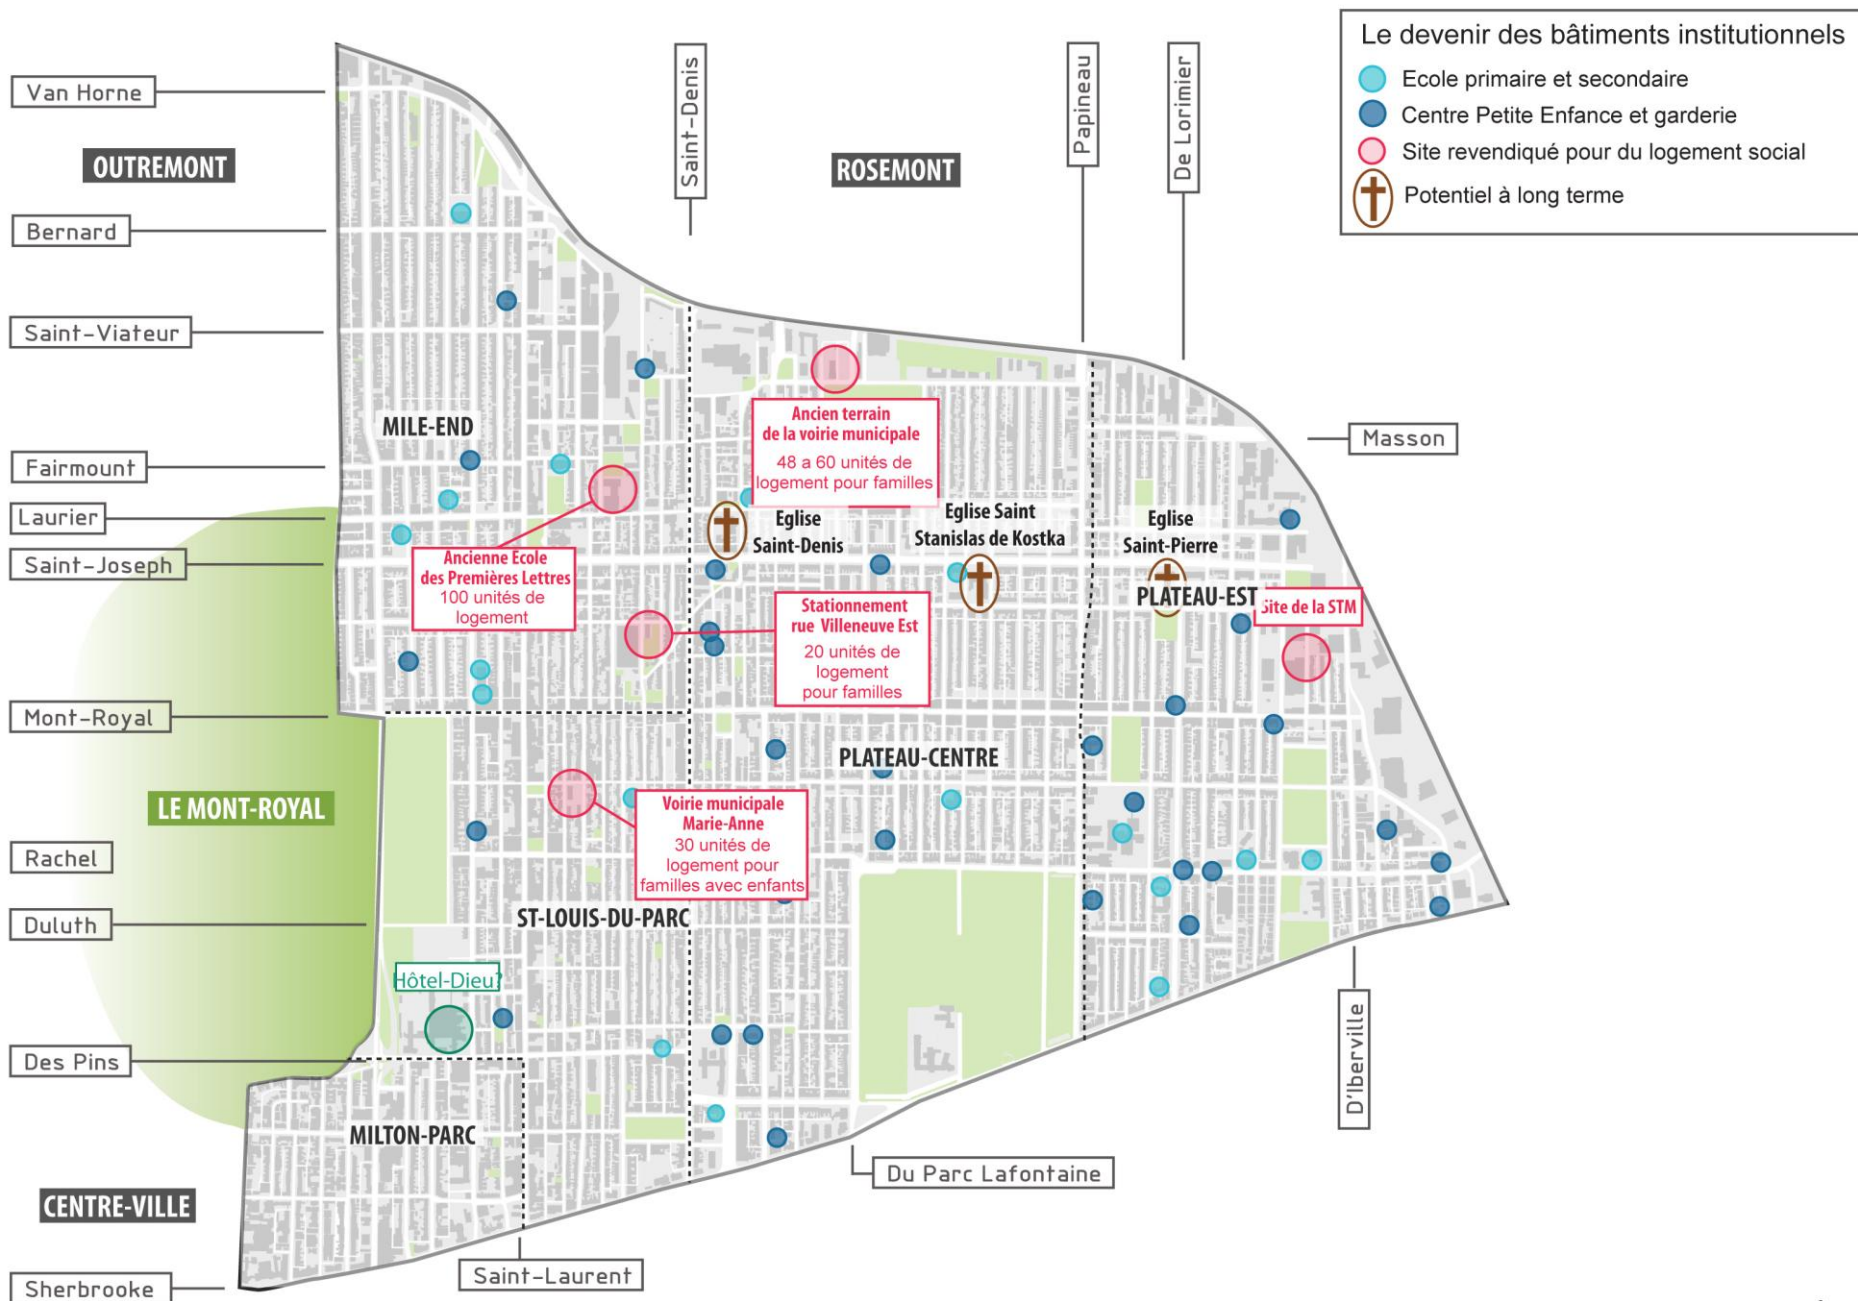 Le devenir des bâtiments institutionnels
Ecole primaire et secondaire
Centre Petite Enfance et garderie
Site revendiqué pour du logement social
Potentiel à long terme
Van Horne
OUTREMONT
Bernard
Saint-Viateur
Fairmount
Laurier
Saint-Joseph
Mont-Royal
LE MONT-ROYAL
Rachel
Duluth
Des Pins
CENTRE-VILLE
Sherbrooke
Saint-Denis
ROSEMONT
Papineau
De Lorimier
Masson
MILE-END
Ancien terrain
de la voirie municipale
48 a 60 unités de
logement pour familles
Eglise
Saint-Denis
Eglise Saint
Stanislas de Kostka
Eglise
Saint-Pierre
Ancienne Ecole
des Premières Lettres
100 unités de
logement
Stationnement
rue Villeneuve Est
20 unités de
logement
pour familles
PLATEAU-EST
Site de la STM
PLATEAU-CENTRE
Voirie municipale
Marie-Anne
30 unités de
logement pour
familles avec enfants
ST-LOUIS-DU-PARC
Hôtel-Dieu?
MILTON-PARC
D'Iberville
Du Parc Lafontaine
Saint-Laurent